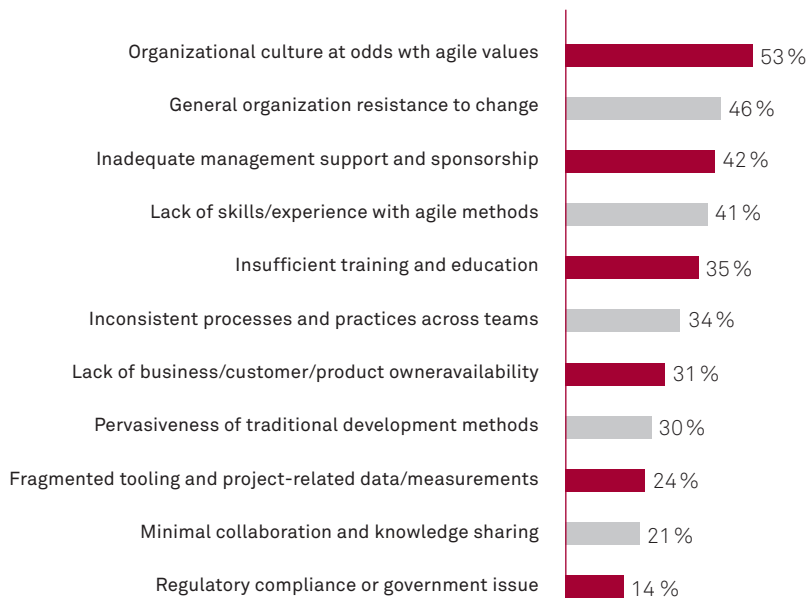 Organizational culture at odds wth agile values 53 %
General organization resistance to change 46 %
Inadequate management support and sponsorship 42 %
Lack of skills/experience with agile methods 41 %
Insufficient training and education 35 %
Inconsistent processes and practices across teams 34 %
Lack of business/customer/product owneravailability 31 %
Pervasiveness of traditional development methods 30 %
Fragmented tooling and project-related data/measurements 24 %
Minimal collaboration and knowledge sharing 21 %
Regulatory compliance or government issue 14 %